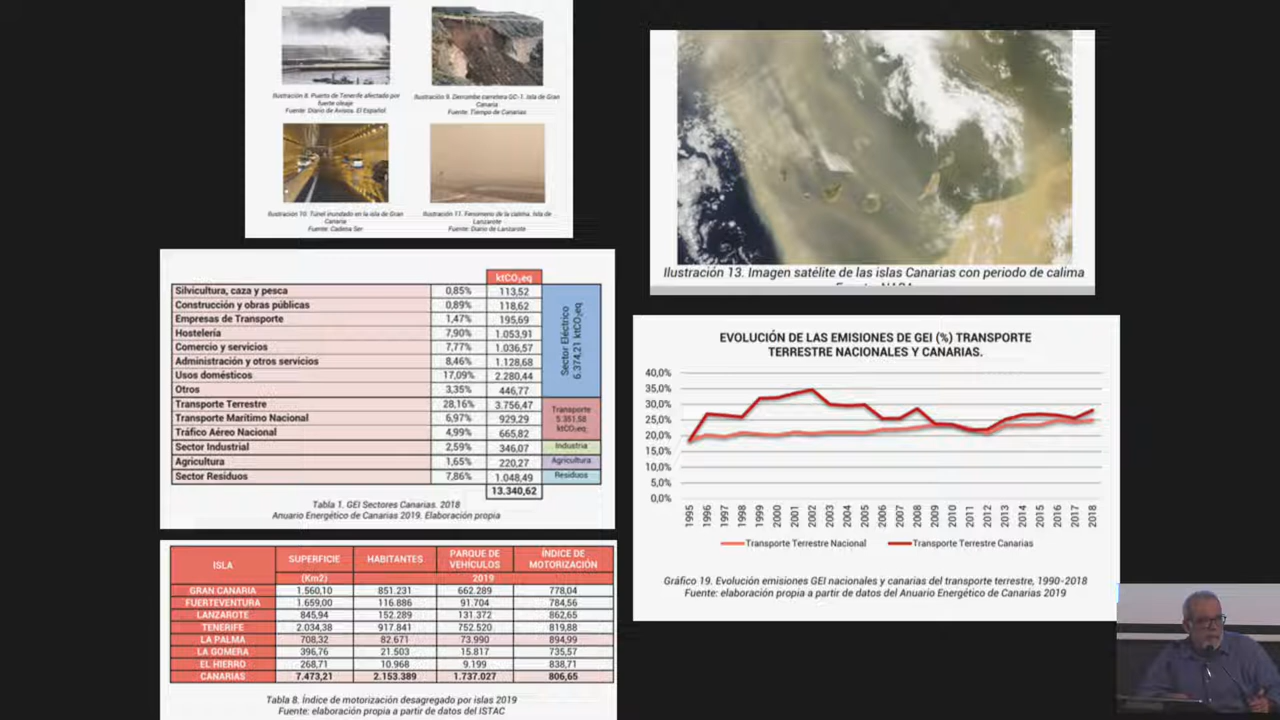 Ilustración 8. Puerto de Tenerife afectado por
fuerte oleaje
Fuente: Diario de Avisos. El Español.
Ilustración 9. Derrumbe carretera GC-1. Isla de Gran
Canaria
Fuente: Tiempo de Canarias
Ilustración 10. Túnel inundado en la isla de Gran
Canaria
Fuente: Cadena Ser
Ilustración 11. Fenómeno de la calima. Isla de
Lanzarote
Fuente: Diario de Lanzarote
Ilustración 13. Imagen satélite de las islas Canarias con periodo de calima
ktCO₂eq
Silvicultura, caza y pesca 0,85% 113,52
Construcción y obras públicas 0,89% 118,62
Empresas de Transporte 1,47% 195,69
Hostelería 7,90% 1.053,91
Comercio y servicios 7,77% 1.036,57
Administración y otros servicios 8,46% 1.128,68
Usos domésticos 17,09% 2.280,44
Otros 3,35% 446,77
Sector Eléctrico
6.374,21 ktCO₂eq
Transporte Terrestre 28,16% 3.756,47
Transporte Marítimo Nacional 6,97% 929,29
Tráfico Aéreo Nacional 4,99% 665,82
Transporte
5.351,58
ktCO₂eq
Sector Industrial 2,59% 346,07 Industria
Agricultura 1,65% 220,27 Agricultura
Sector Residuos 7,86% 1.048,49 Residuos
13.340,62
Tabla 1. GEI Sectores Canarias. 2018
Anuario Energético de Canarias 2019. Elaboración propia
EVOLUCIÓN DE LAS EMISIONES DE GEI (%) TRANSPORTE
TERRESTRE NACIONALES Y CANARIAS.
40,0%
35,0%
30,0%
25,0%
20,0%
15,0%
10,0%
5,0%
0,0%
1995 1996 1997 1998 1999 2000 2001 2002 2003 2004 2005 2006 2007 2008 2009 2010 2011 2012 2013 2014 2015 2016 2017 2018
Transporte Terrestre Nacional Transporte Terrestre Canarias
Gráfico 19. Evolución emisiones GEI nacionales y canarias del transporte terrestre, 1990-2018
Fuente: elaboración propia a partir de datos del Anuario Energético de Canarias 2019
ISLA SUPERFICIE HABITANTES PARQUE DE VEHÍCULOS ÍNDICE DE MOTORIZACIÓN
(Km2) 2019
GRAN CANARIA 1.560,10 851.231 662.289 778,04
FUERTEVENTURA 1.659,00 116.886 91.704 784,56
LANZAROTE 845,94 152.289 131.372 862,65
TENERIFE 2.034,38 917.841 752.520 819,88
LA PALMA 708,32 82.671 73.990 894,99
LA GOMERA 396,76 21.503 15.817 735,57
EL HIERRO 268,71 10.968 9.199 838,71
CANARIAS 7.473,21 2.153.389 1.737.027 806,65
Tabla 8. Índice de motorización desagregado por islas 2019
Fuente: elaboración propia a partir de datos del ISTAC